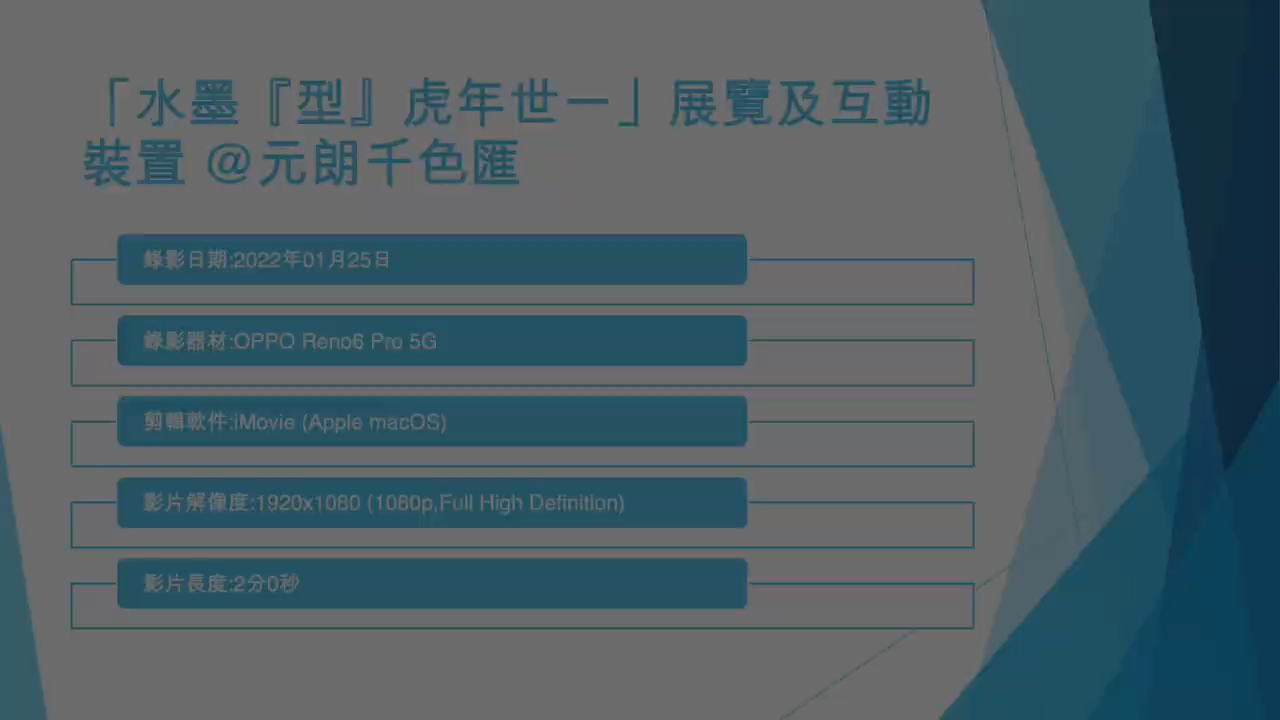 「水墨『型』虎年世一」展覽及互動
裝置 @元朗千色匯
錄影日期:2022年01月25日
錄影器材:OPPO Reno6 Pro 5G
剪輯軟件:iMovie (Apple macOS)
影片解像度:1920x1080 (1080p,Full High Definition)
影片長度:2分0秒